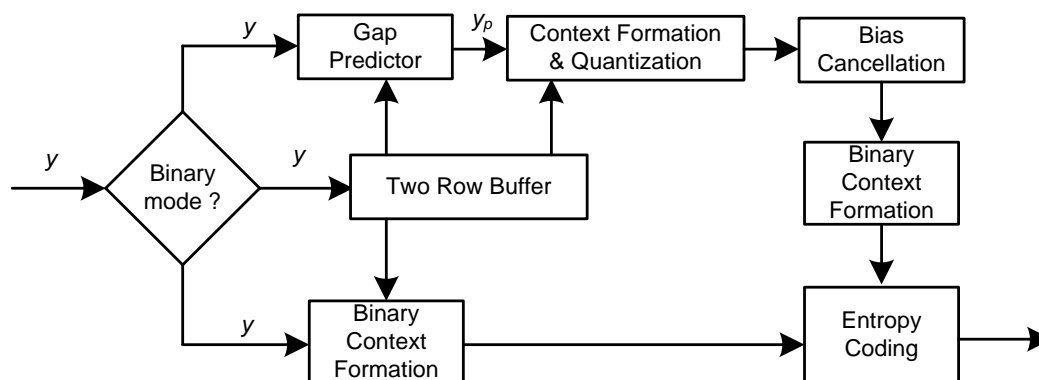 y
Gap
Predictor
y_p
Context Formation
& Quantization
Bias
Cancellation
y
Binary
mode ?
y
Two Row Buffer
Binary
Context
Formation
y
Binary
Context
Formation
Entropy
Coding